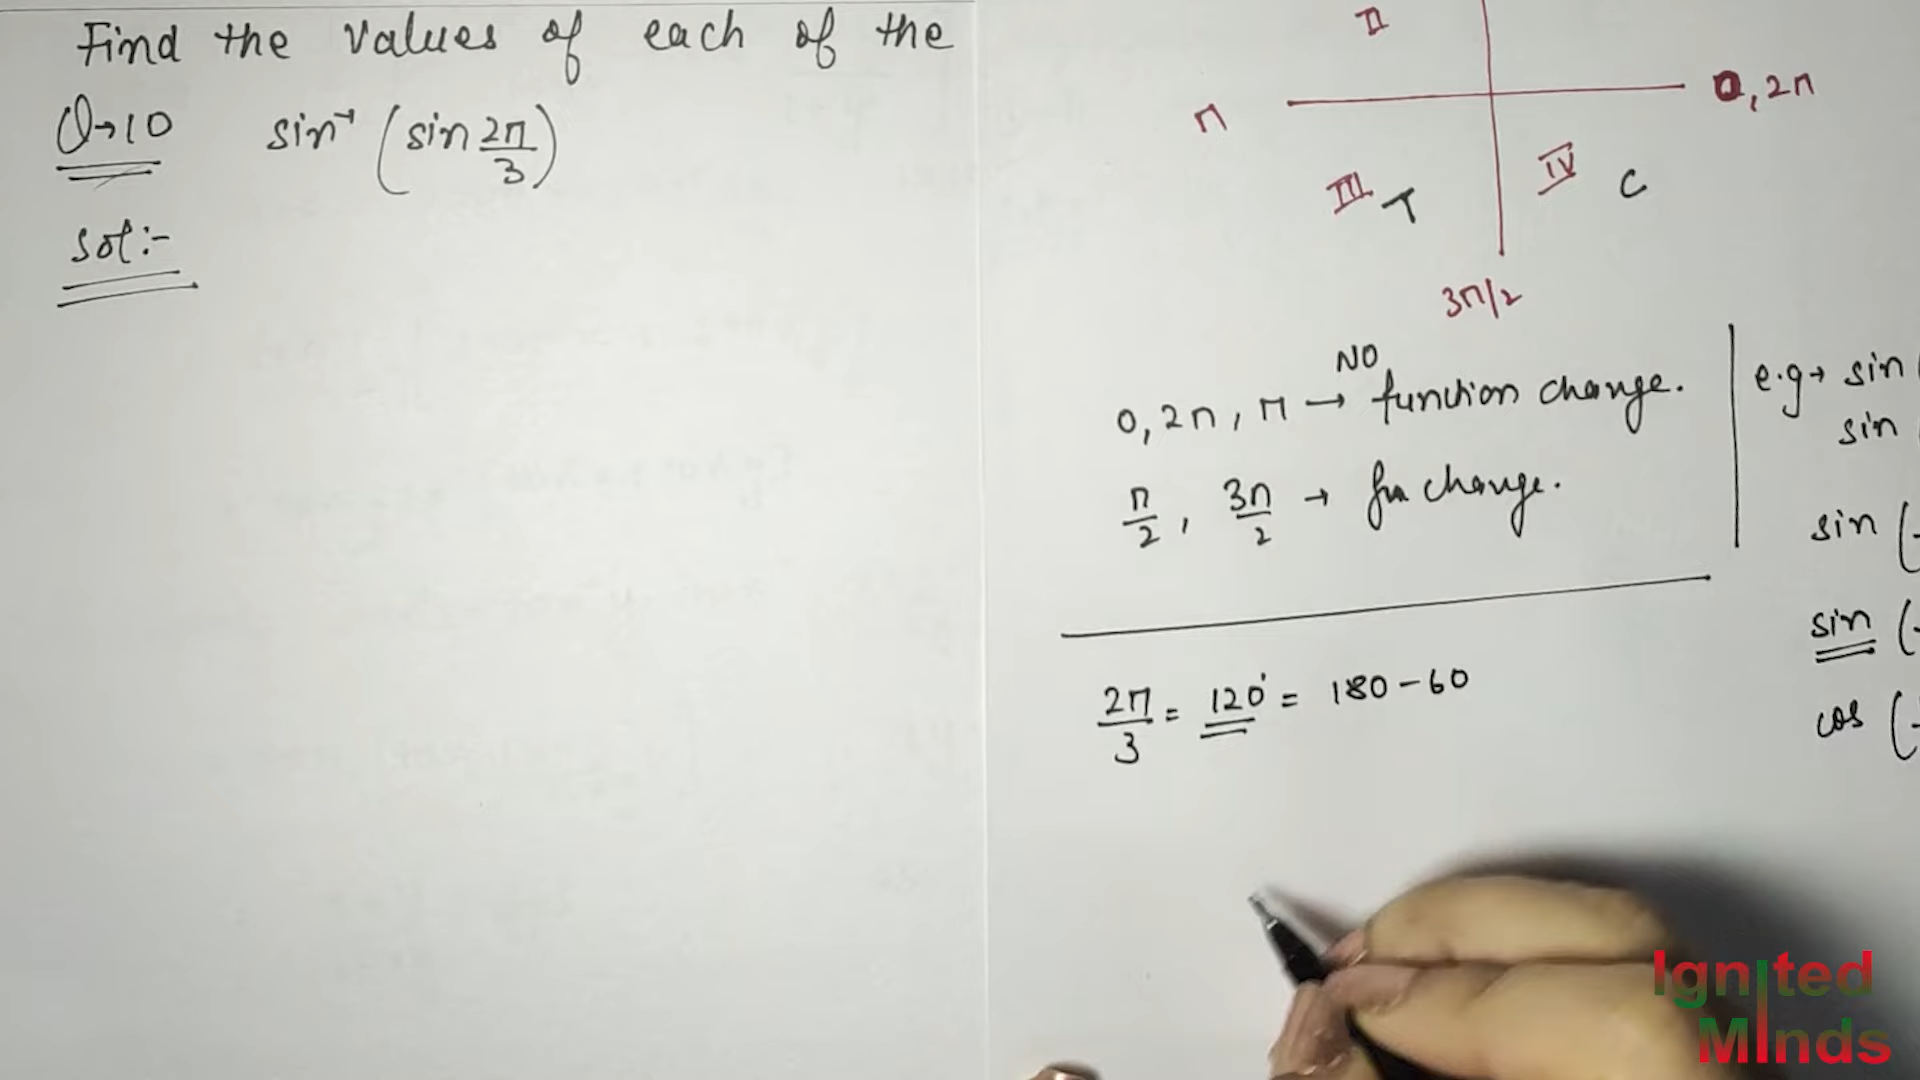 Find the values of each of the
Q→10 sin⁻¹ (sin 2π/3)
Sol:-
II
π 0, 2π
III T IV C
3π/2
NO
0, 2π, π → function change.
π/2, 3π/2 → fn change.
e.g → sin
sin
sin (
sin (
cos (
2π/3 = 120° = 180 - 60
Ignited
Minds